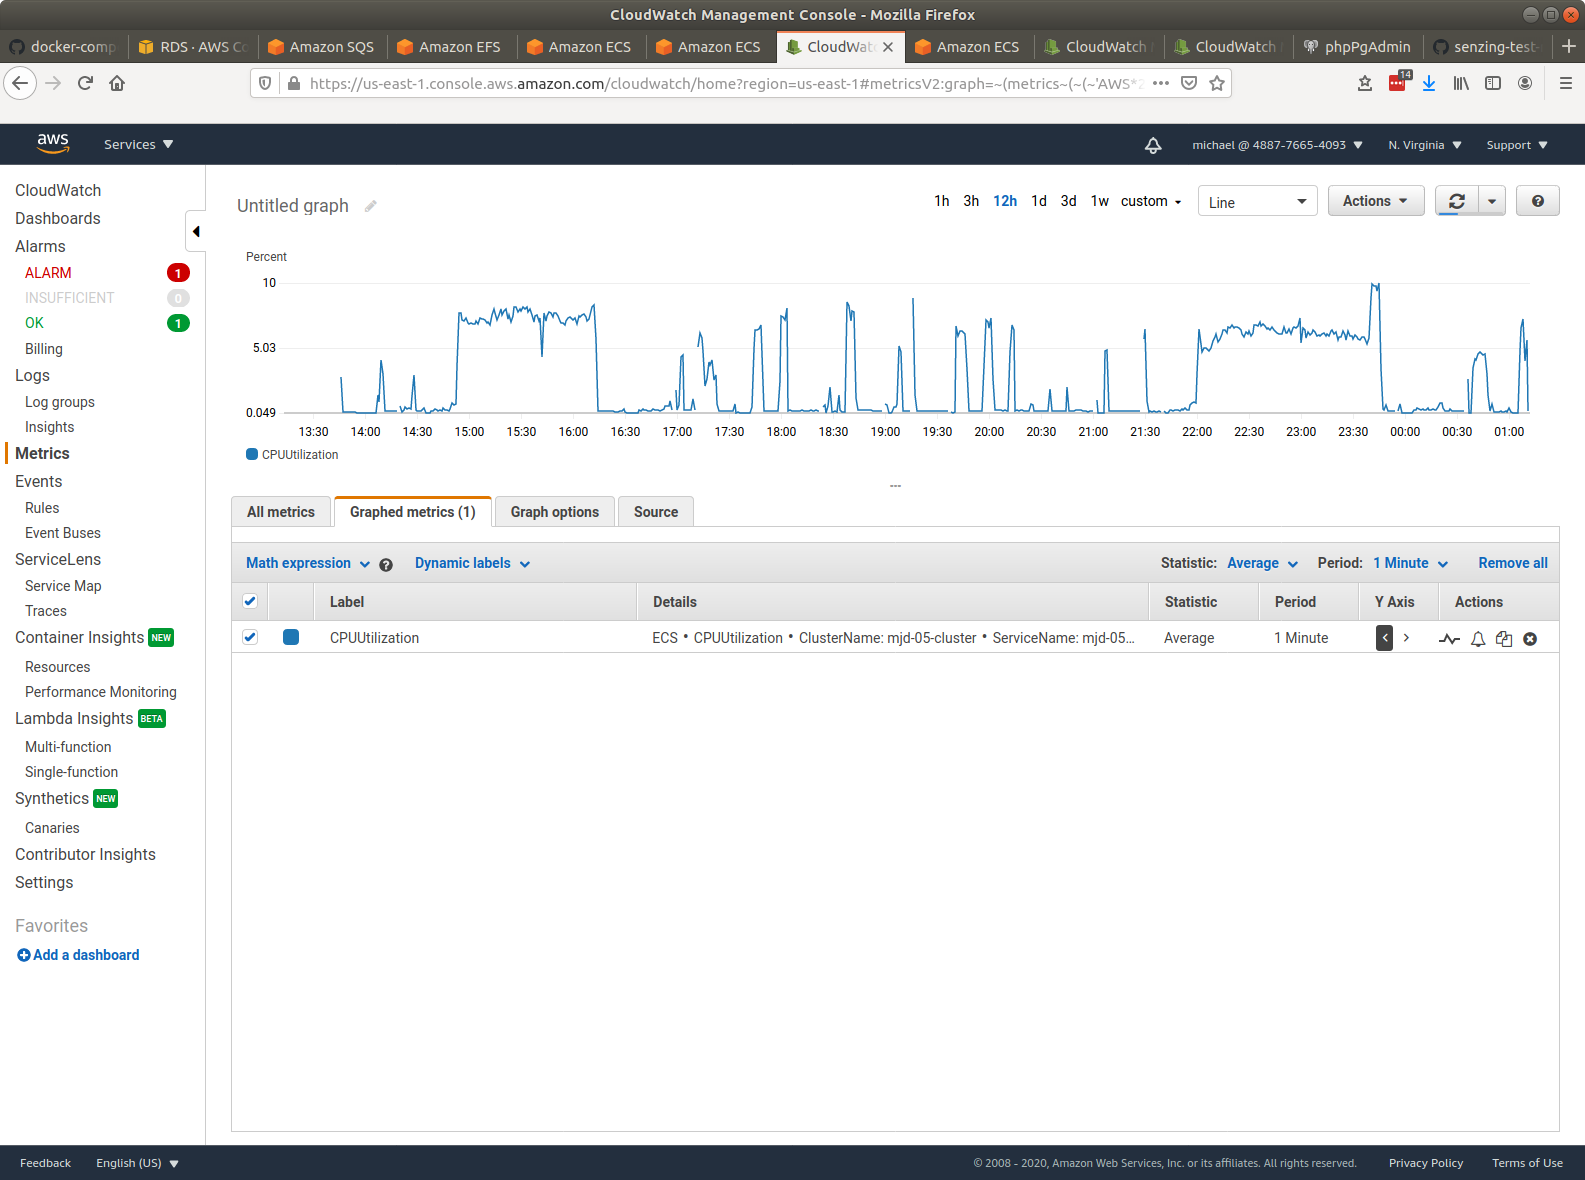 CloudWatch Management Console - Mozilla Firefox
docker-comp
RDS · AWS Co
Amazon SQS
Amazon EFS
Amazon ECS
Amazon ECS
CloudWat
Amazon ECS
CloudWatch
CloudWatch
phpPgAdmin
senzing-test-
https://us-east-1.console.aws.amazon.com/cloudwatch/home?region=us-east-1#metricsV2:graph=~(metrics~(~(~'AWS*2
14
aws
Services
michael @ 4887-7665-4093
N. Virginia
Support
CloudWatch
Dashboards
Alarms
ALARM 1
INSUFFICIENT 0
OK 1
Billing
Logs
Log groups
Insights
Metrics
Events
Rules
Event Buses
ServiceLens
Service Map
Traces
Container Insights NEW
Resources
Performance Monitoring
Lambda Insights BETA
Multi-function
Single-function
Synthetics NEW
Canaries
Contributor Insights
Settings
Favorites
Add a dashboard
Untitled graph
1h 3h 12h 1d 3d 1w custom
Line
Actions
?
Percent
10
5.03
0.049
13:30 14:00 14:30 15:00 15:30 16:00 16:30 17:00 17:30 18:00 18:30 19:00 19:30 20:00 20:30 21:00 21:30 22:00 22:30 23:00 23:30 00:00 00:30 01:00
CPUUtilization
All metrics
Graphed metrics (1)
Graph options
Source
Math expression ?
Dynamic labels
Statistic: Average
Period: 1 Minute
Remove all
Label Details Statistic Period Y Axis Actions
CPUUtilization ECS • CPUUtilization • ClusterName: mjd-05-cluster • ServiceName: mjd-05... Average 1 Minute < >
Feedback
English (US)
© 2008 - 2020, Amazon Web Services, Inc. or its affiliates. All rights reserved.
Privacy Policy
Terms of Use